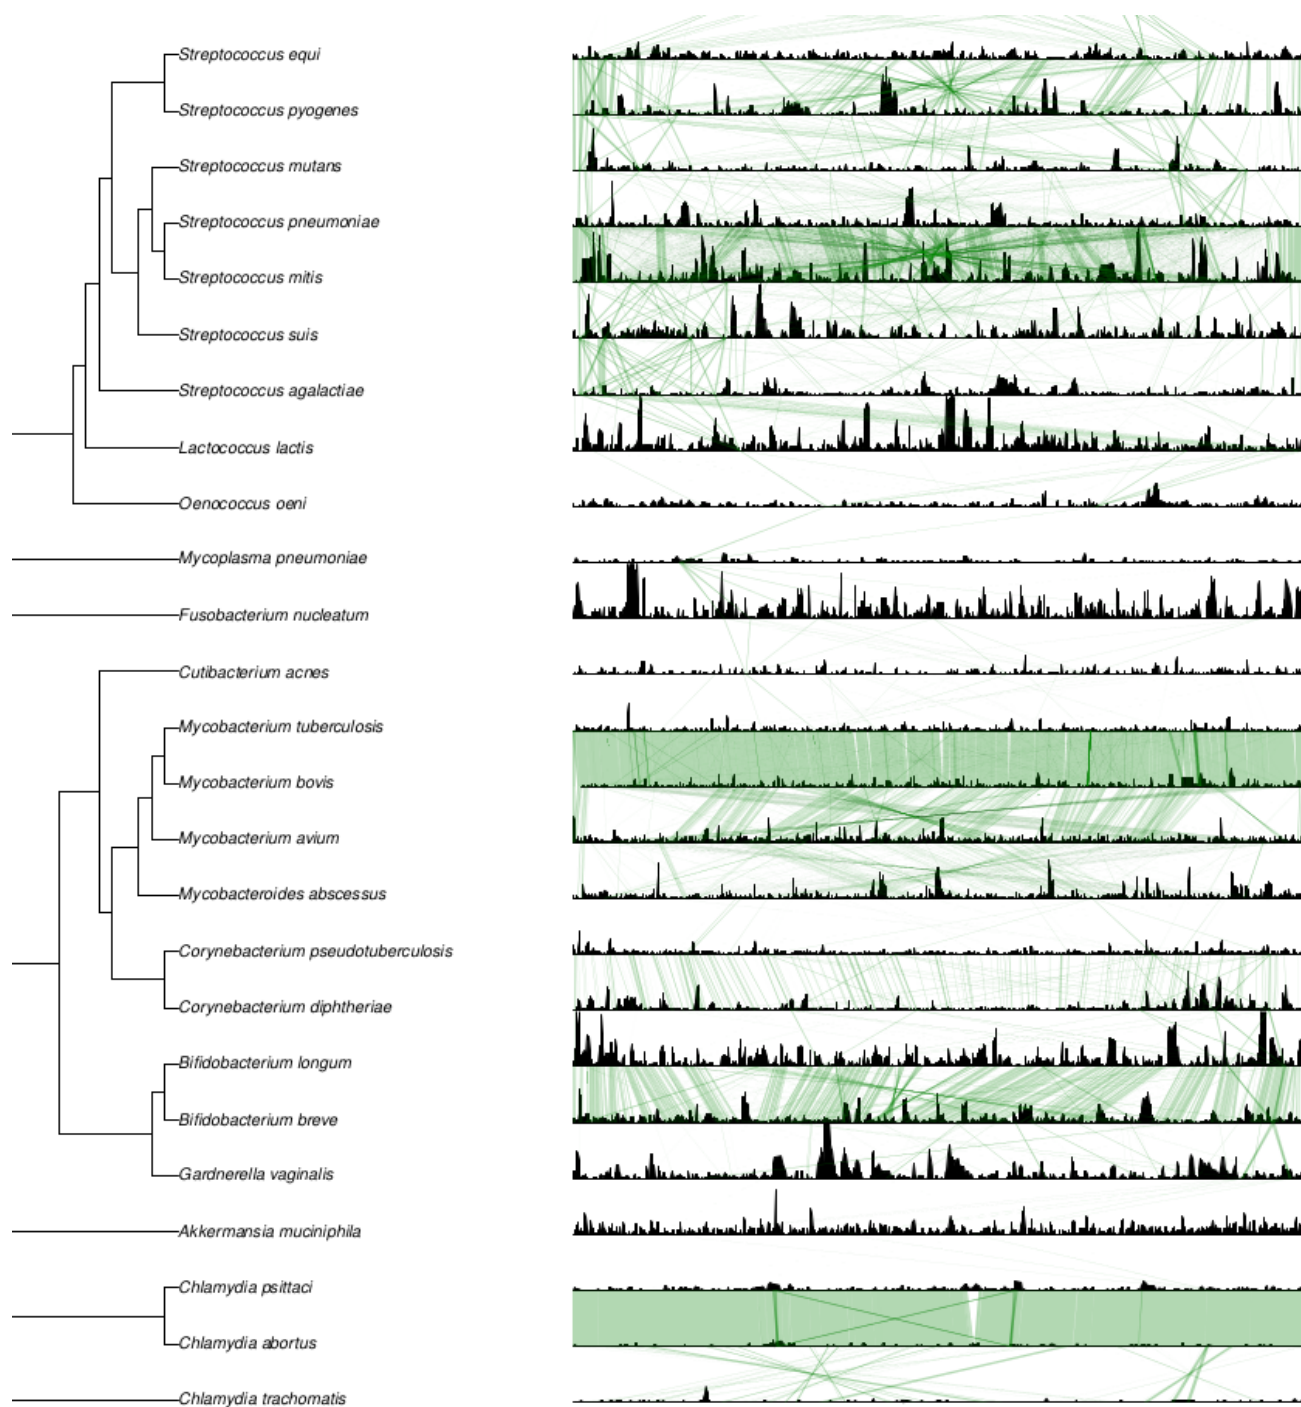 Streptococcus equi
Streptococcus pyogenes
Streptococcus mutans
Streptococcus pneumoniae
Streptococcus mitis
Streptococcus suis
Streptococcus agalactiae
Lactococcus lactis
Oenococcus oeni
Mycoplasma pneumoniae
Fusobacterium nucleatum
Cutibacterium acnes
Mycobacterium tuberculosis
Mycobacterium bovis
Mycobacterium avium
Mycobacteroides abscessus
Corynebacterium pseudotuberculosis
Corynebacterium diphtheriae
Bifidobacterium longum
Bifidobacterium breve
Gardnerella vaginalis
Akkermansia muciniphila
Chlamydia psittaci
Chlamydia abortus
Chlamydia trachomatis